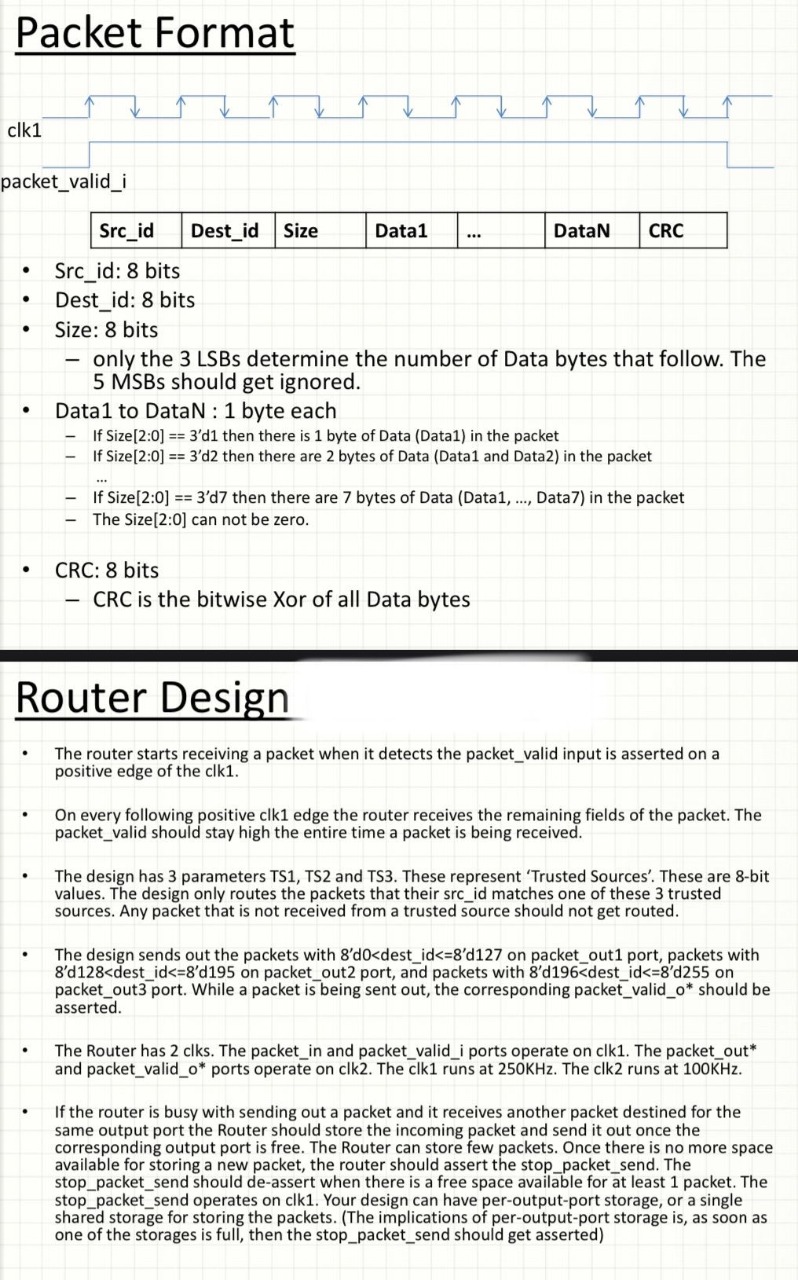 Packet Format
clk1
packet_valid_i
Src_id Dest_id Size Data1 ... DataN CRC
• Src_id: 8 bits
• Dest_id: 8 bits
• Size: 8 bits
– only the 3 LSBs determine the number of Data bytes that follow. The
5 MSBs should get ignored.
• Data1 to DataN : 1 byte each
– If Size[2:0] == 3’d1 then there is 1 byte of Data (Data1) in the packet
– If Size[2:0] == 3’d2 then there are 2 bytes of Data (Data1 and Data2) in the packet
...
– If Size[2:0] == 3’d7 then there are 7 bytes of Data (Data1, ..., Data7) in the packet
– The Size[2:0] can not be zero.
• CRC: 8 bits
– CRC is the bitwise Xor of all Data bytes
Router Design
• The router starts receiving a packet when it detects the packet_valid input is asserted on a
positive edge of the clk1.
• On every following positive clk1 edge the router receives the remaining fields of the packet. The
packet_valid should stay high the entire time a packet is being received.
• The design has 3 parameters TS1, TS2 and TS3. These represent ‘Trusted Sources’. These are 8-bit
values. The design only routes the packets that their src_id matches one of these 3 trusted
sources. Any packet that is not received from a trusted source should not get routed.
• The design sends out the packets with 8’d0<dest_id<=8’d127 on packet_out1 port, packets with
8’d128<dest_id<=8’d195 on packet_out2 port, and packets with 8’d196<dest_id<=8’d255 on
packet_out3 port. While a packet is being sent out, the corresponding packet_valid_o* should be
asserted.
• The Router has 2 clks. The packet_in and packet_valid_i ports operate on clk1. The packet_out*
and packet_valid_o* ports operate on clk2. The clk1 runs at 250KHz. The clk2 runs at 100KHz.
• If the router is busy with sending out a packet and it receives another packet destined for the
same output port the Router should store the incoming packet and send it out once the
corresponding output port is free. The Router can store few packets. Once there is no more space
available for storing a new packet, the router should assert the stop_packet_send. The
stop_packet_send should de-assert when there is a free space available for at least 1 packet. The
stop_packet_send operates on clk1. Your design can have per-output-port storage, or a single
shared storage for storing the packets. (The implications of per-output-port storage is, as soon as
one of the storages is full, then the stop_packet_send should get asserted)